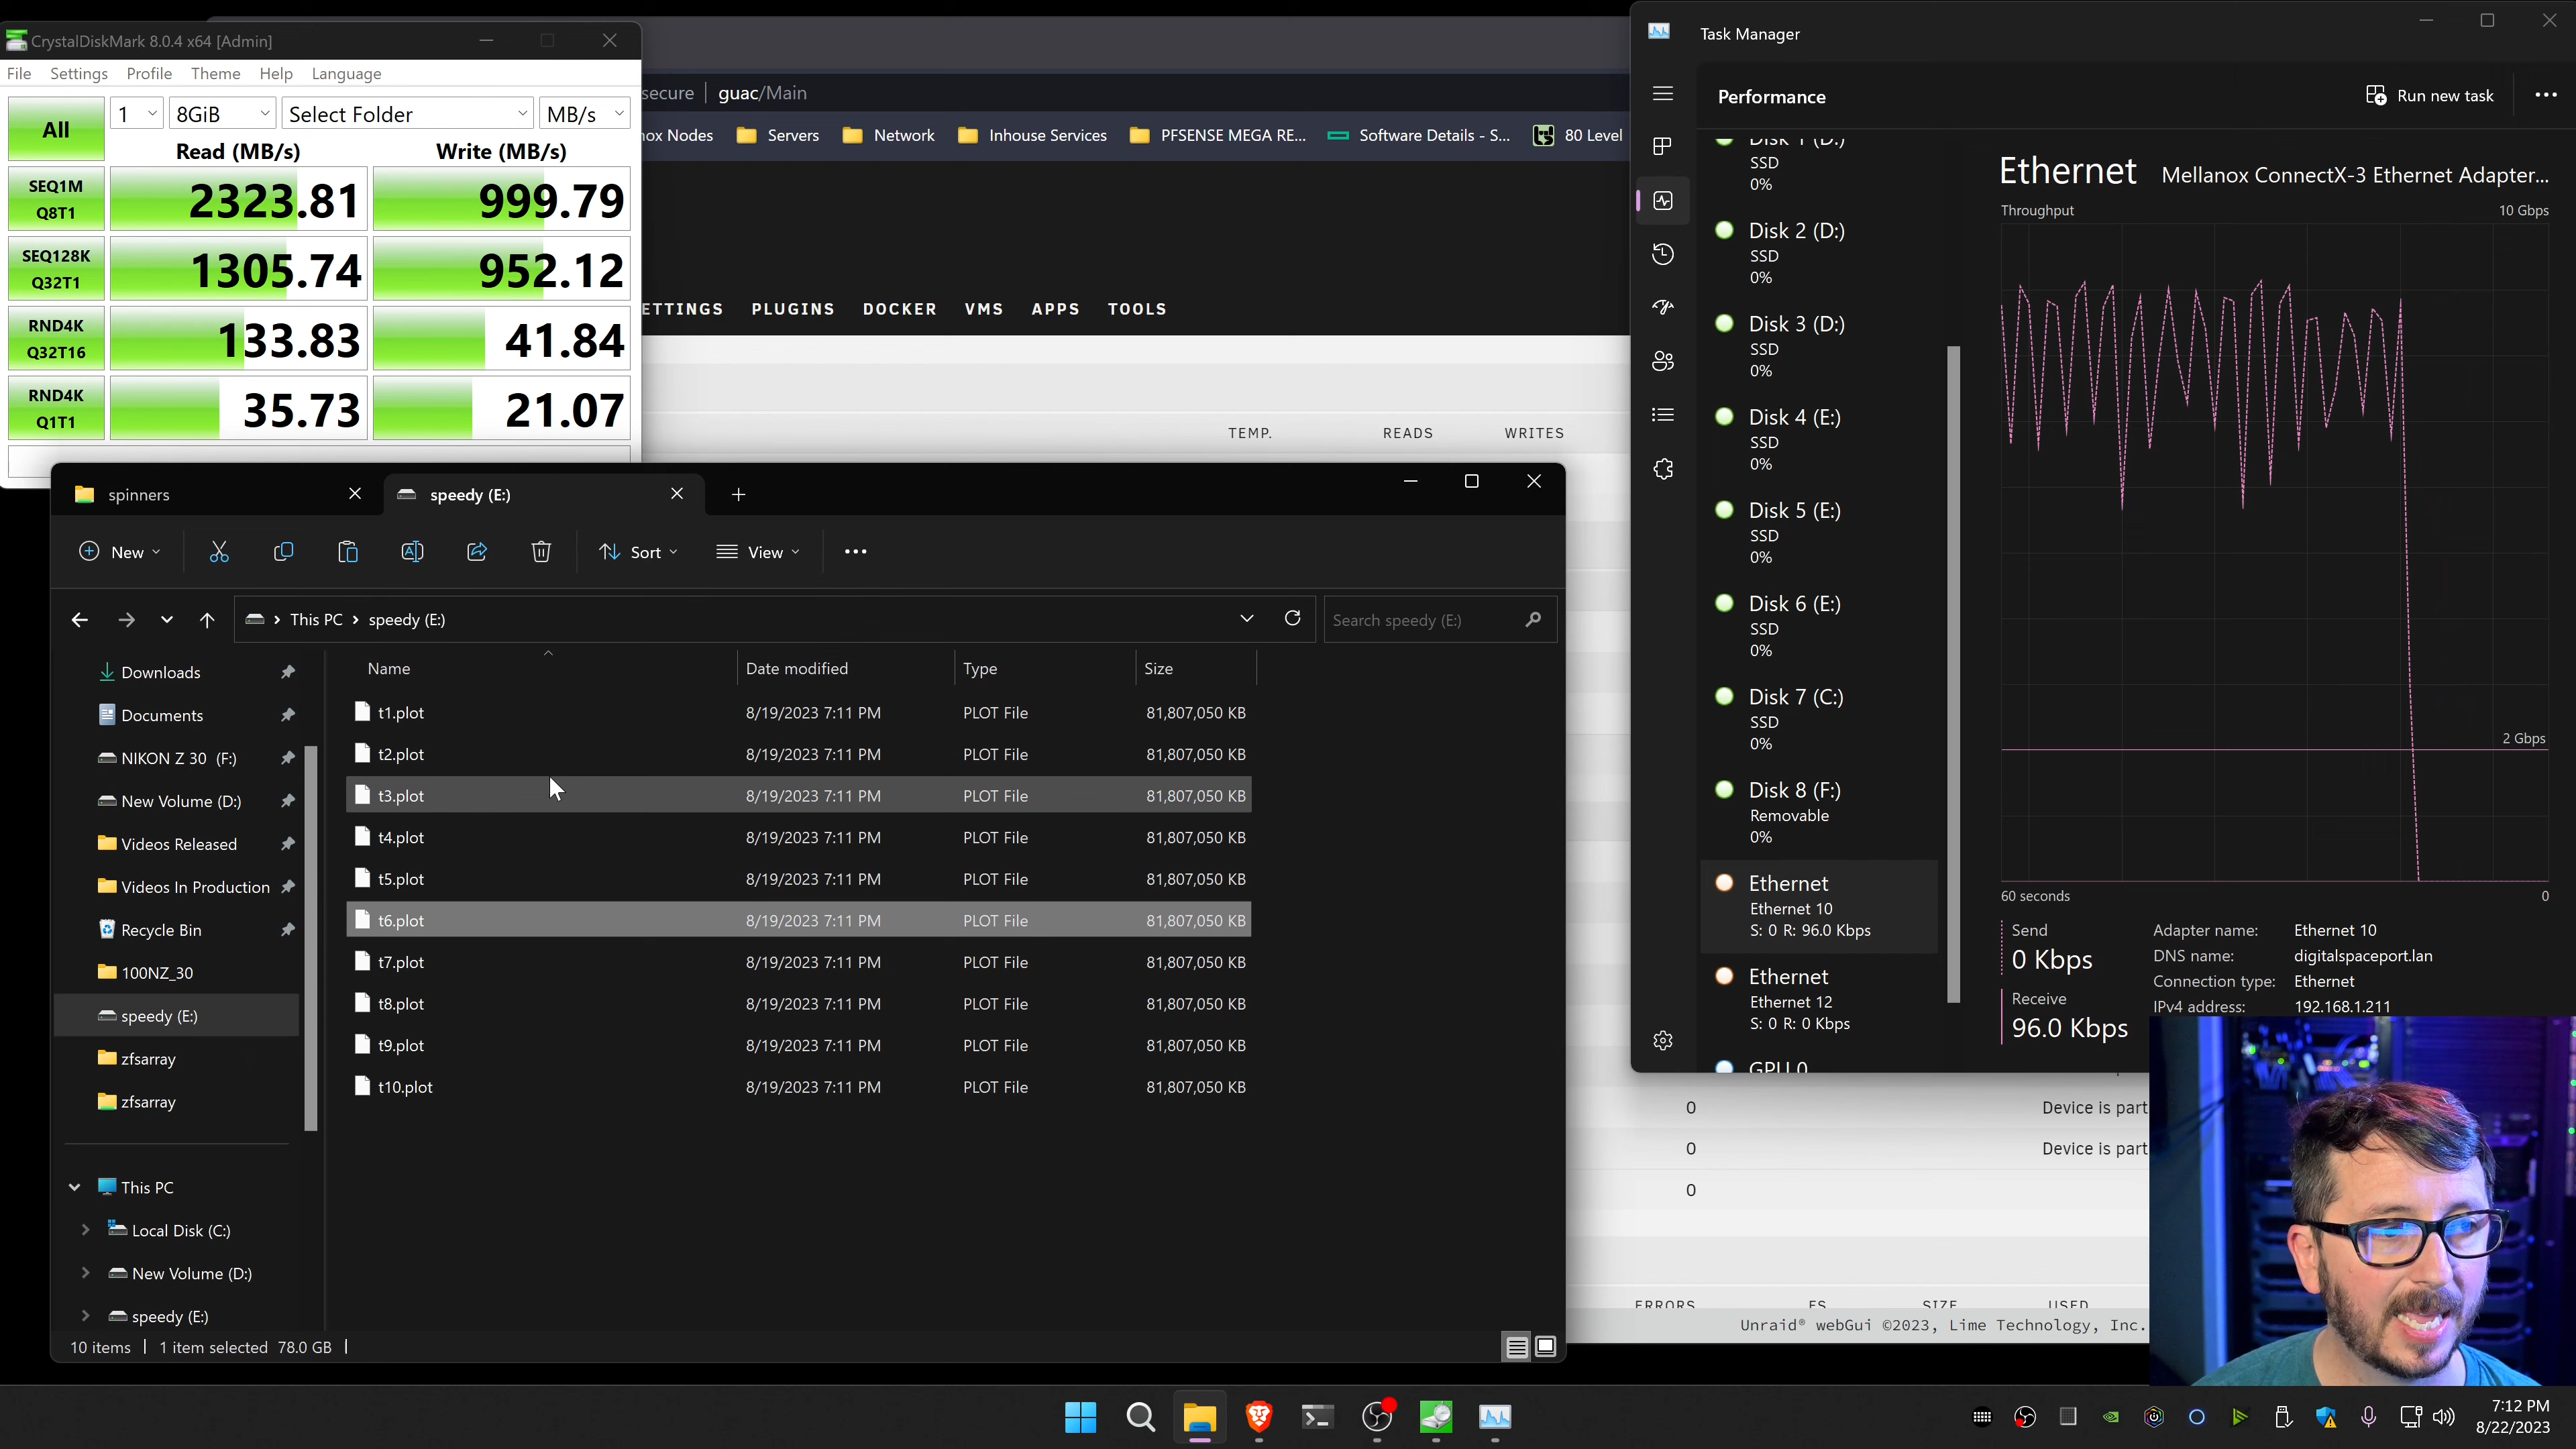 CrystalDiskMark 8.0.4 x64 [Admin]
File Settings Profile Theme Help Language
All
1
8GiB
Select Folder
MB/s
Read (MB/s)
Write (MB/s)
SEQ1M
Q8T1
2323.81
999.79
SEQ128K
Q32T1
1305.74
952.12
RND4K
Q32T16
133.83
41.84
RND4K
Q1T1
35.73
21.07
secure
guac/Main
ox Nodes
Servers
Network
Inhouse Services
PFSENSE MEGA RE...
Software Details - S...
80 Level
ETTINGS PLUGINS DOCKER VMS APPS TOOLS
TEMP. READS WRITES
spinners
speedy (E:)
New
Sort
View
This PC > speedy (E:)
Search speedy (E:)
Downloads
Documents
NIKON Z 30 (F:)
New Volume (D:)
Videos Released
Videos In Production
Recycle Bin
100NZ_30
speedy (E:)
zfsarray
zfsarray
This PC
Local Disk (C:)
New Volume (D:)
speedy (E:)
Name Date modified Type Size
t1.plot 8/19/2023 7:11 PM PLOT File 81,807,050 KB
t2.plot 8/19/2023 7:11 PM PLOT File 81,807,050 KB
t3.plot 8/19/2023 7:11 PM PLOT File 81,807,050 KB
t4.plot 8/19/2023 7:11 PM PLOT File 81,807,050 KB
t5.plot 8/19/2023 7:11 PM PLOT File 81,807,050 KB
t6.plot 8/19/2023 7:11 PM PLOT File 81,807,050 KB
t7.plot 8/19/2023 7:11 PM PLOT File 81,807,050 KB
t8.plot 8/19/2023 7:11 PM PLOT File 81,807,050 KB
t9.plot 8/19/2023 7:11 PM PLOT File 81,807,050 KB
t10.plot 8/19/2023 7:11 PM PLOT File 81,807,050 KB
10 items 1 item selected 78.0 GB
Task Manager
Performance
Run new task
Disk 1 (D:)
SSD
0%
Disk 2 (D:)
SSD
0%
Disk 3 (D:)
SSD
0%
Disk 4 (E:)
SSD
0%
Disk 5 (E:)
SSD
0%
Disk 6 (E:)
SSD
0%
Disk 7 (C:)
SSD
0%
Disk 8 (F:)
Removable
0%
Ethernet
Ethernet 10
S: 0 R: 96.0 Kbps
Ethernet
Ethernet 12
S: 0 R: 0 Kbps
GPU 0
Ethernet
Mellanox ConnectX-3 Ethernet Adapter...
Throughput
10 Gbps
2 Gbps
60 seconds
0
Send
0 Kbps
Receive
96.0 Kbps
Adapter name: Ethernet 10
DNS name: digitalspaceport.lan
Connection type: Ethernet
IPv4 address: 192.168.1.211
0 Device is part
0 Device is part
0
ERRORS FS SIZE USED
Unraid® webGui ©2023, Lime Technology, Inc.
7:12 PM
8/22/2023